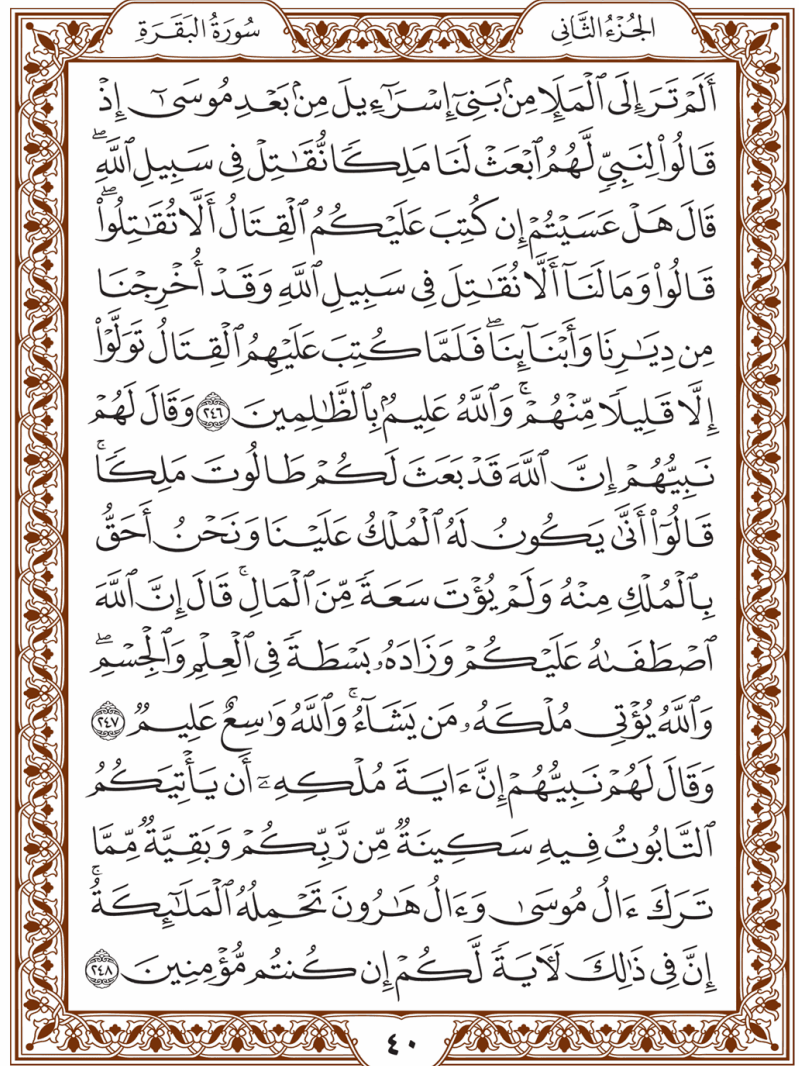 الجُزْءُ الثَّانِي
سُورَةُ البَقَرَةِ
أَلَمْ تَرَ إِلَى ٱلْمَلَإِ مِنۢ بَنِىٓ إِسْرَـٰٓءِيلَ مِنۢ بَعْدِ مُوسَىٰٓ إِذْ
قَالُوا۟ لِنَبِىٍّ لَّهُمُ ٱبْعَثْ لَنَا مَلِكًا نُّقَـٰتِلْ فِى سَبِيلِ ٱللَّهِ ۖ
قَالَ هَلْ عَسَيْتُمْ إِن كُتِبَ عَلَيْكُمُ ٱلْقِتَالُ أَلَّا تُقَـٰتِلُوا۟ ۖ
قَالُوا۟ وَمَا لَنَآ أَلَّا نُقَـٰتِلَ فِى سَبِيلِ ٱللَّهِ وَقَدْ أُخْرِجْنَا
مِن دِيَـٰرِنَا وَأَبْنَآئِنَا ۖ فَلَمَّا كُتِبَ عَلَيْهِمُ ٱلْقِتَالُ تَوَلَّوْا۟
إِلَّا قَلِيلًا مِّنْهُمْ ۗ وَٱللَّهُ عَلِيمٌۢ بِٱلظَّـٰلِمِينَ ٢٤٦ وَقَالَ لَهُمْ
نَبِيُّهُمْ إِنَّ ٱللَّهَ قَدْ بَعَثَ لَكُمْ طَالُوتَ مَلِكًا ۚ
قَالُوٓا۟ أَنَّىٰ يَكُونُ لَهُ ٱلْمُلْكُ عَلَيْنَا وَنَحْنُ أَحَقُّ
بِٱلْمُلْكِ مِنْهُ وَلَمْ يُؤْتَ سَعَةً مِّنَ ٱلْمَالِ ۚ قَالَ إِنَّ ٱللَّهَ
ٱصْطَفَىٰهُ عَلَيْكُمْ وَزَادَهُۥ بَسْطَةً فِى ٱلْعِلْمِ وَٱلْجِسْمِ ۖ
وَٱللَّهُ يُؤْتِى مُلْكَهُۥ مَن يَشَآءُ ۚ وَٱللَّهُ وَٰسِعٌ عَلِيمٌ ٢٤٧
وَقَالَ لَهُمْ نَبِيُّهُمْ إِنَّ ءَايَةَ مُلْكِهِۦٓ أَن يَأْتِيَكُمُ
ٱلتَّابُوتُ فِيهِ سَكِينَةٌ مِّن رَّبِّكُمْ وَبَقِيَّةٌ مِّمَّا
تَرَكَ ءَالُ مُوسَىٰ وَءَالُ هَـٰرُونَ تَحْمِلُهُ ٱلْمَلَـٰٓئِكَةُ ۚ
إِنَّ فِى ذَٰلِكَ لَـَٔايَةً لَّكُمْ إِن كُنتُم مُّؤْمِنِينَ ٢٤٨
٤٠